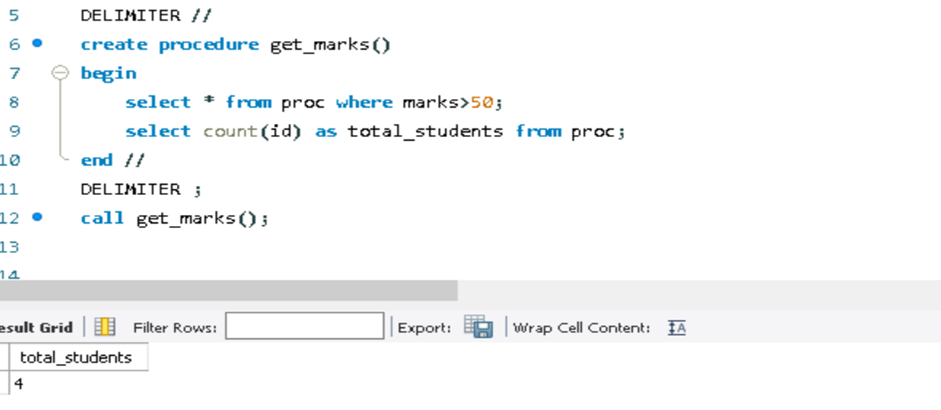 5 DELIMITER //
6 create procedure get_marks()
7 begin
8 select * from proc where marks>50;
9 select count(id) as total_students from proc;
10 end //
11 DELIMITER ;
12 call get_marks();
13
14
esult Grid Filter Rows: Export: Wrap Cell Content: IA
total_students
4